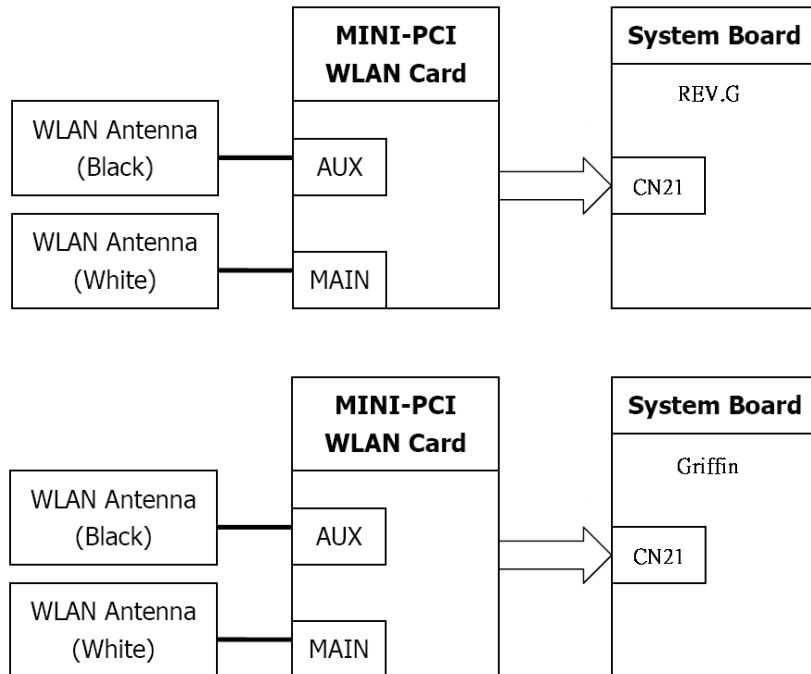 MINI-PCI
WLAN Card
System Board
REV.G
WLAN Antenna
(Black)
AUX
CN21
WLAN Antenna
(White)
MAIN
MINI-PCI
WLAN Card
System Board
Griffin
WLAN Antenna
(Black)
AUX
CN21
WLAN Antenna
(White)
MAIN